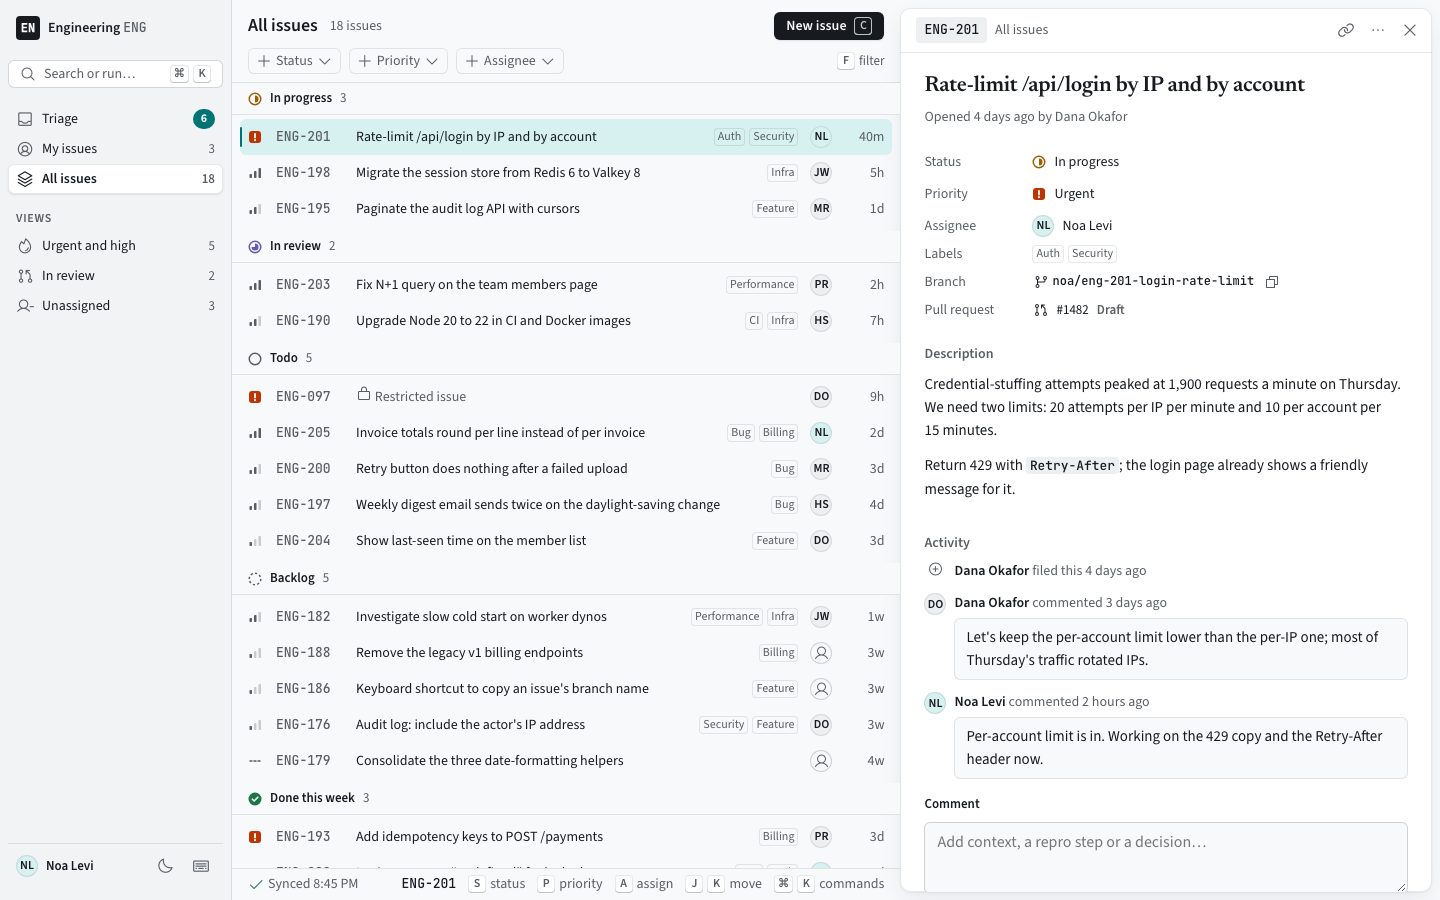 EN Engineering ENG
Search or run… ⌘ K
Triage 6
My issues 3
All issues 18
VIEWS
Urgent and high 5
In review 2
Unassigned 3
NL Noa Levi
All issues 18 issues
New issue C
Status
Priority
Assignee
F filter
In progress 3
ENG-201 Rate-limit /api/login by IP and by account Auth Security NL 40m
ENG-198 Migrate the session store from Redis 6 to Valkey 8 Infra JW 5h
ENG-195 Paginate the audit log API with cursors Feature MR 1d
In review 2
ENG-203 Fix N+1 query on the team members page Performance PR 2h
ENG-190 Upgrade Node 20 to 22 in CI and Docker images CI Infra HS 7h
Todo 5
ENG-097 Restricted issue DO 9h
ENG-205 Invoice totals round per line instead of per invoice Bug Billing NL 2d
ENG-200 Retry button does nothing after a failed upload Bug MR 3d
ENG-197 Weekly digest email sends twice on the daylight-saving change Bug HS 4d
ENG-204 Show last-seen time on the member list Feature DO 3d
Backlog 5
ENG-182 Investigate slow cold start on worker dynos Performance Infra JW 1w
ENG-188 Remove the legacy v1 billing endpoints Billing 3w
ENG-186 Keyboard shortcut to copy an issue's branch name Feature 3w
ENG-176 Audit log: include the actor's IP address Security Feature DO 3w
ENG-179 Consolidate the three date-formatting helpers 4w
Done this week 3
ENG-193 Add idempotency keys to POST /payments Billing PR 3d
Synced 8:45 PM
ENG-201 S status P priority A assign J K move ⌘ K commands
ENG-201 All issues
Rate-limit /api/login by IP and by account
Opened 4 days ago by Dana Okafor
Status In progress
Priority Urgent
Assignee NL Noa Levi
Labels Auth Security
Branch noa/eng-201-login-rate-limit
Pull request #1482 Draft
Description
Credential-stuffing attempts peaked at 1,900 requests a minute on Thursday.
We need two limits: 20 attempts per IP per minute and 10 per account per
15 minutes.
Return 429 with Retry-After; the login page already shows a friendly
message for it.
Activity
Dana Okafor filed this 4 days ago
DO Dana Okafor commented 3 days ago
Let's keep the per-account limit lower than the per-IP one; most of
Thursday's traffic rotated IPs.
NL Noa Levi commented 2 hours ago
Per-account limit is in. Working on the 429 copy and the Retry-After
header now.
Comment
Add context, a repro step or a decision…